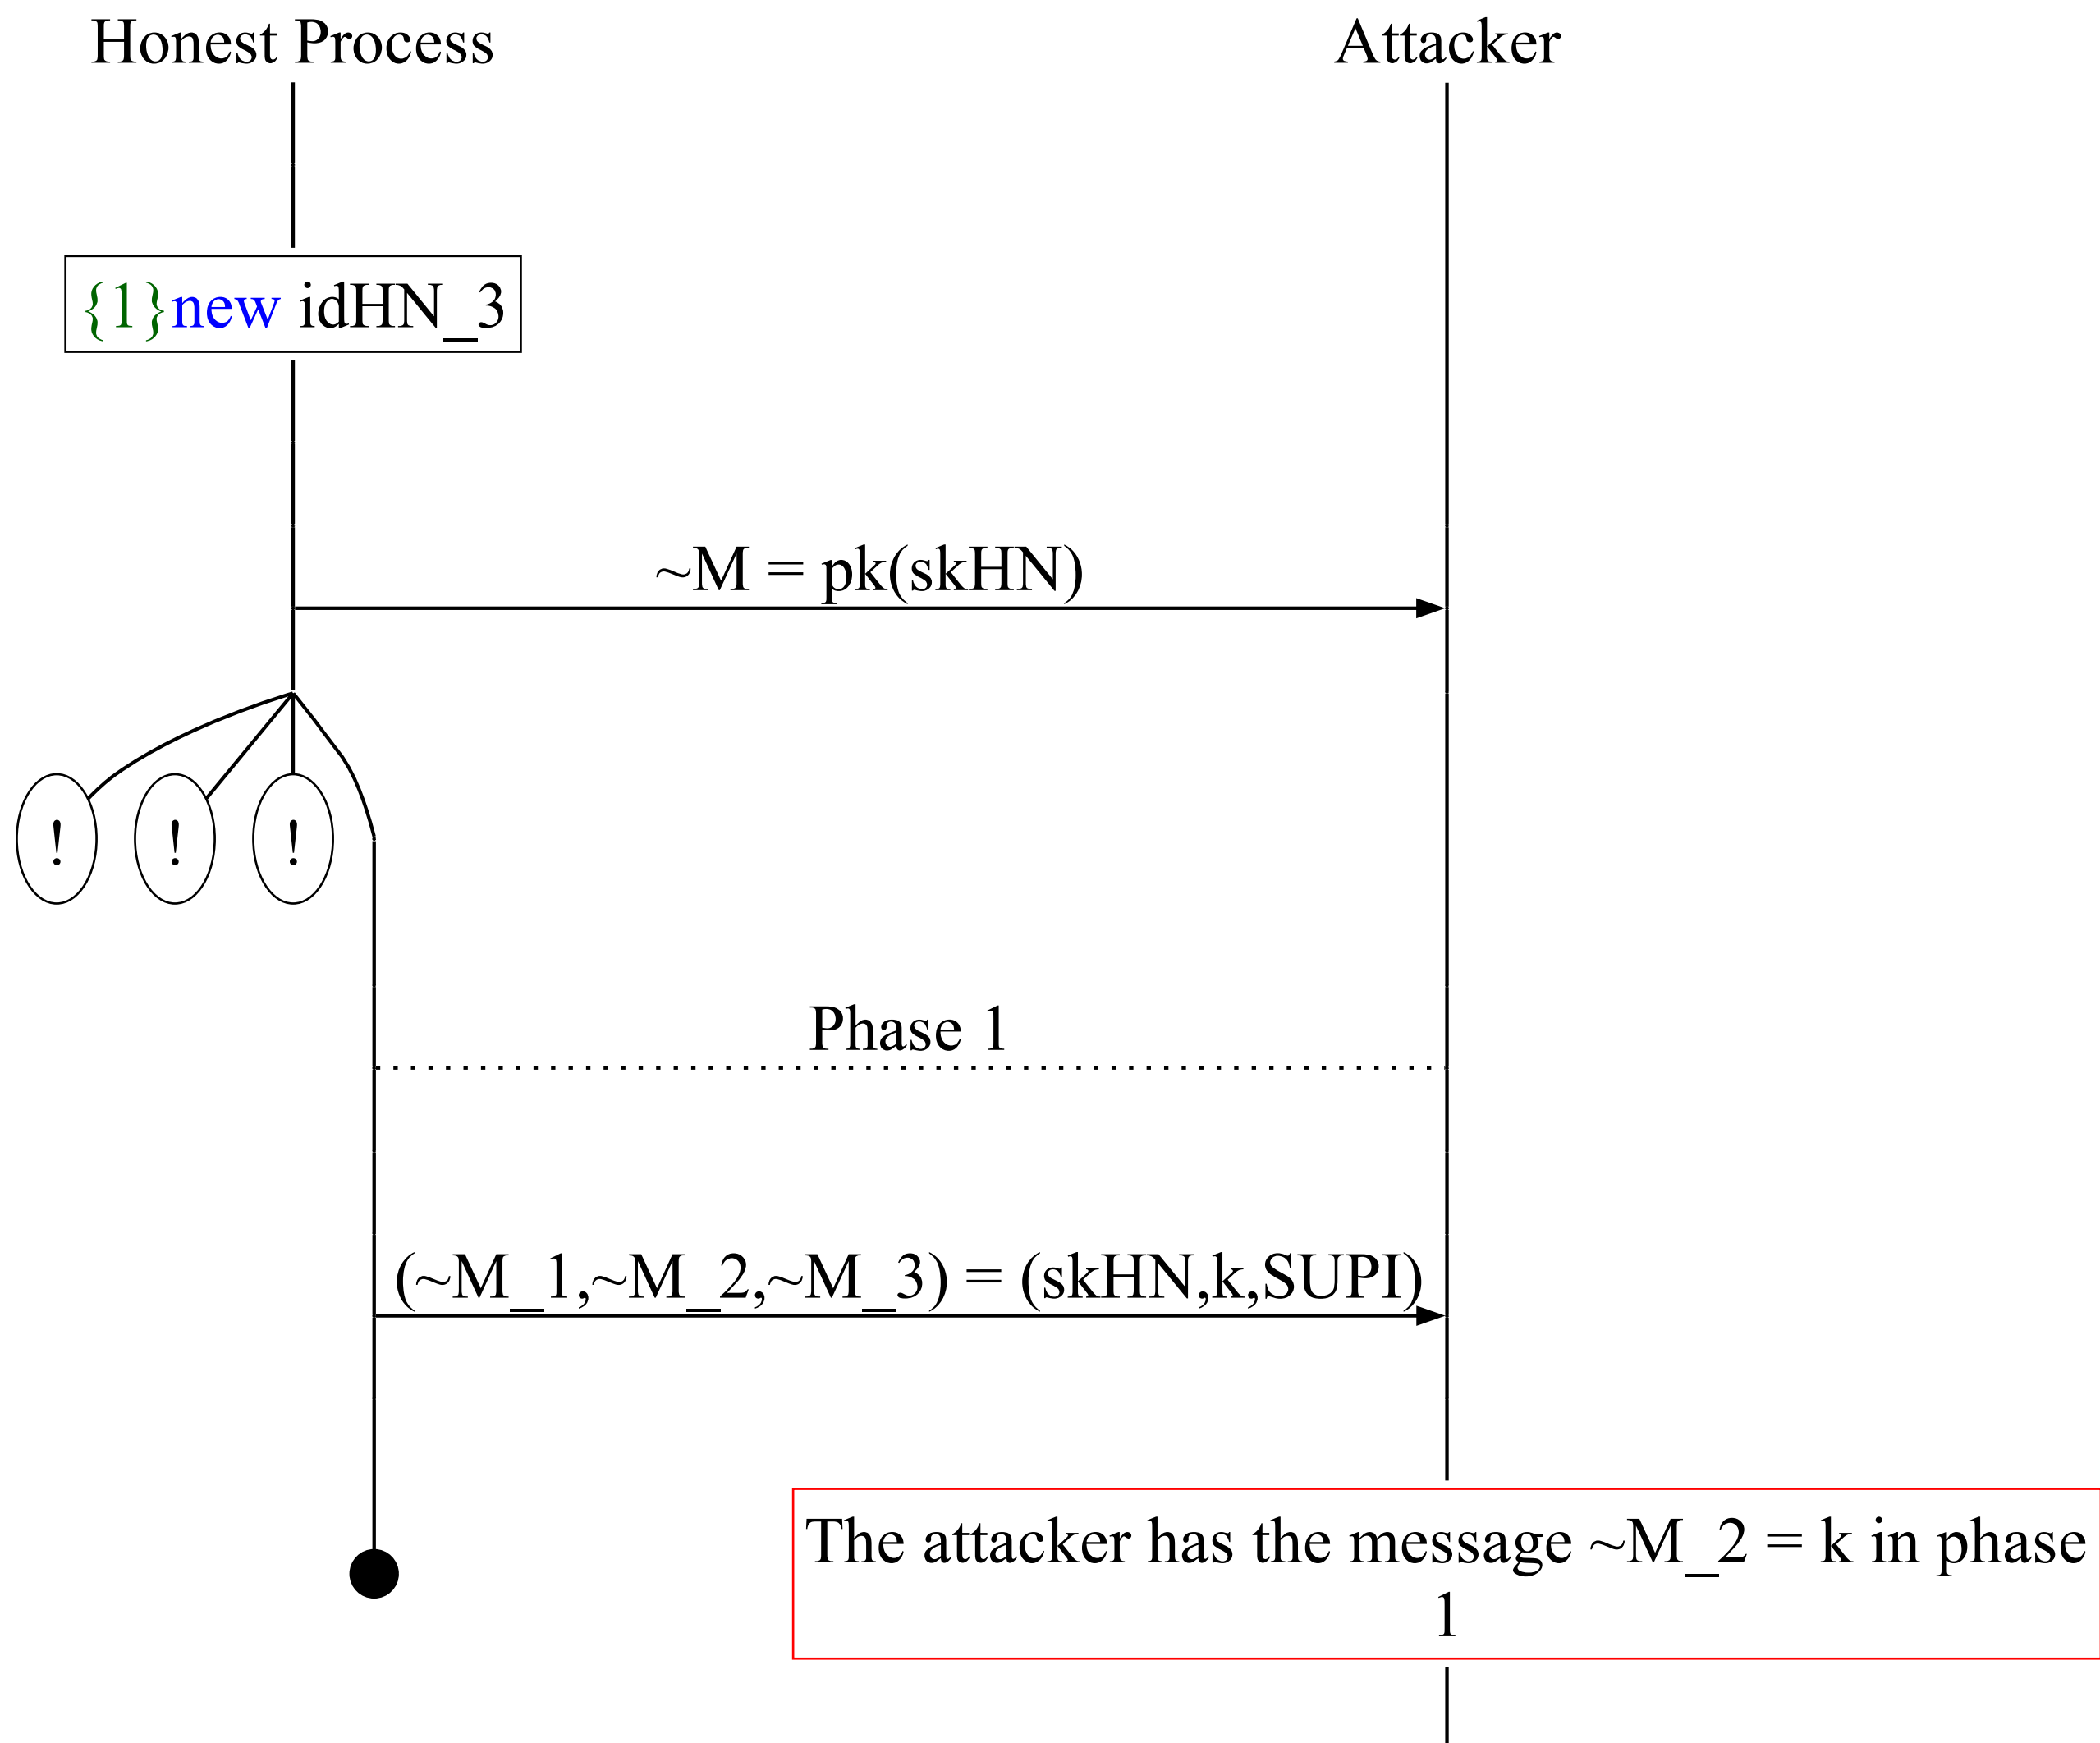 Honest Process
Attacker
{1}new idHN_3
~M = pk(skHN)
!
!
!
Phase 1
(~M_1,~M_2,~M_3) = (skHN,k,SUPI)
The attacker has the message ~M_2 = k in phase
1